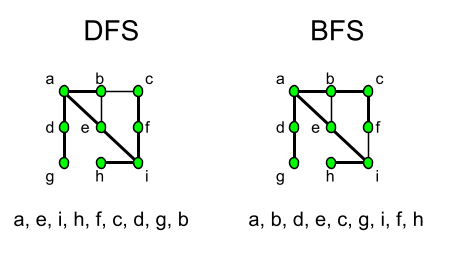 DFS
BFS
a b c
d e f
g h i
a b c
d e f
g h i
a, e, i, h, f, c, d, g, b
a, b, d, e, c, g, i, f, h